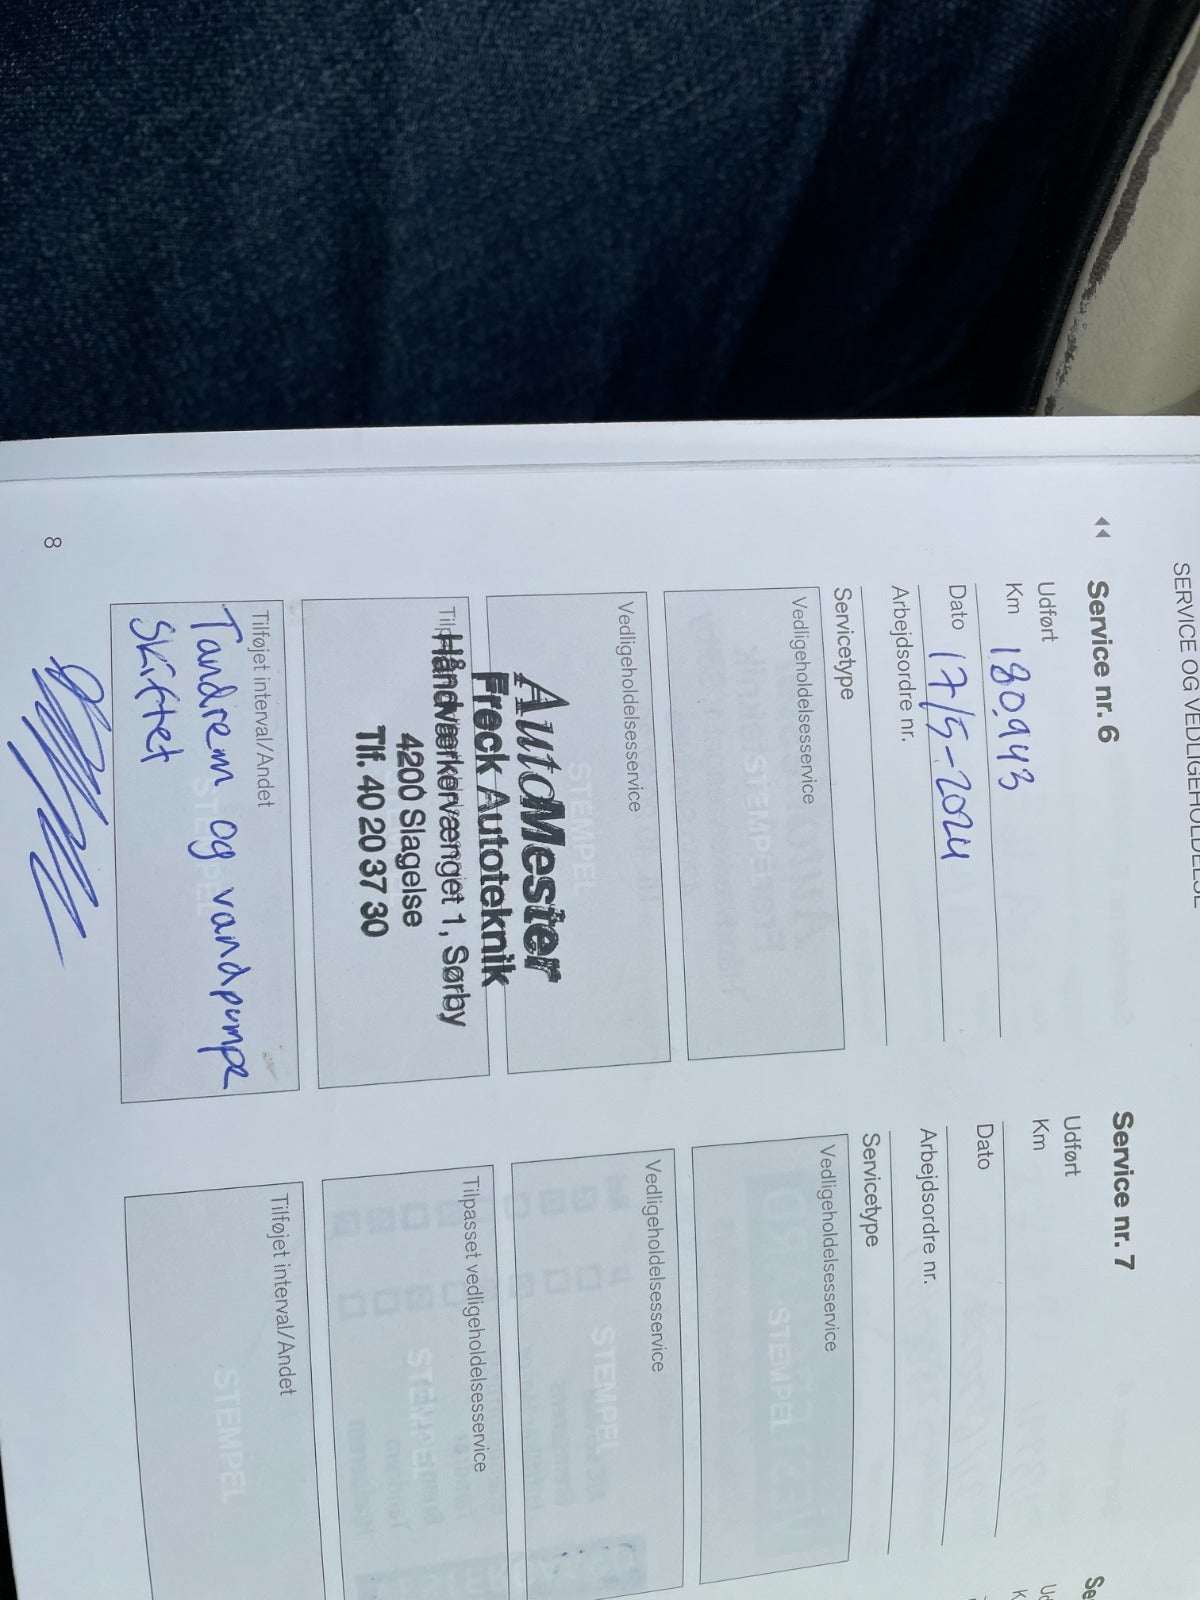 SERVICE OG VEDLIGEHOLDELSE
Service nr. 6
Udført
Km 180.943
Dato 17/5-2024
Arbejdsordre nr.
Servicetype
Vedligeholdelsesservice
STEMPEL
Vedligeholdelsesservice
STEMPEL
AutoMester
Freck Autoteknik
Håndværkervænget 1, Sørby
4200 Slagelse
Tlf. 40 20 37 30
Tilføjet interval/Andet
Tandrem og vandpumpe
skiftet
8
Service nr. 7
Udført
Km
Dato
Arbejdsordre nr.
Servicetype
Vedligeholdelsesservice
STEMPEL
Vedligeholdelsesservice
STEMPEL
Tilpasset vedligeholdelsesservice
STEMPEL
Tilføjet interval/Andet
STEMPEL